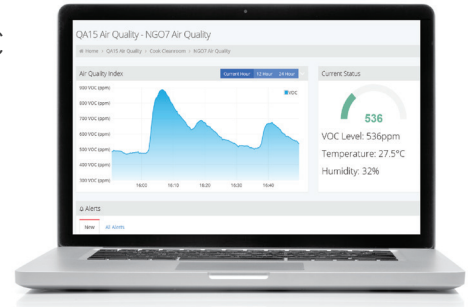 QA15 Air Quality - NGO7 Air Quality
Home › QA15 Air Quality › Cook Cleanroom › NGO7 Air Quality
Air Quality Index
Current Hour 12 Hour 24 Hour
900 VOC (ppm)
800 VOC (ppm)
700 VOC (ppm)
600 VOC (ppm)
500 VOC (ppm)
400 VOC (ppm)
300 VOC (ppm)
VOC
16:00 16:10 16:20 16:30 16:40
Current Status
536
VOC Level: 536ppm
Temperature: 27.5°C
Humidity: 32%
Alerts
New All Alerts